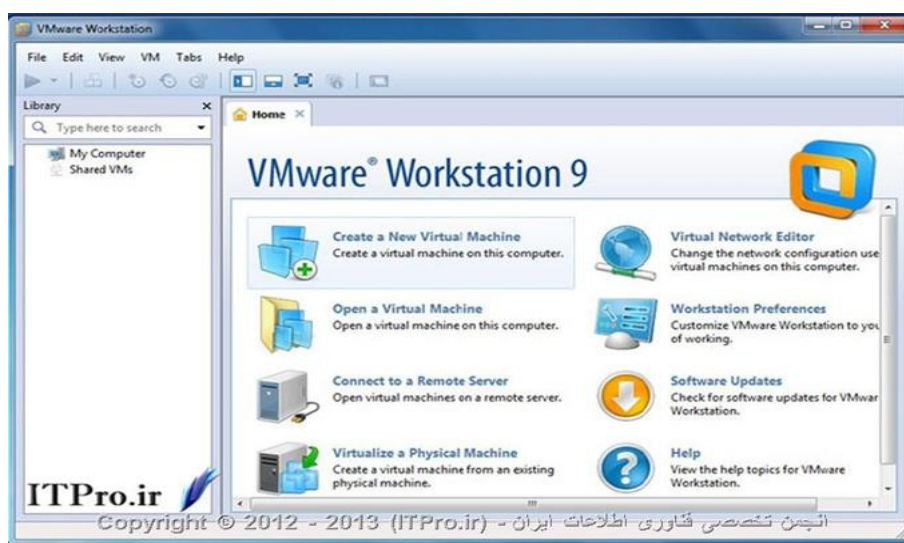 VMware Workstation
File Edit View VM Tabs Help
Library
Type here to search
My Computer
Shared VMs
Home
VMware® Workstation 9
Create a New Virtual Machine
Create a virtual machine on this computer.
Open a Virtual Machine
Open a virtual machine on this computer.
Connect to a Remote Server
Open virtual machines on a remote server.
Virtualize a Physical Machine
Create a virtual machine from an existing
physical machine.
Virtual Network Editor
Change the network configuration use
virtual machines on this computer.
Workstation Preferences
Customize VMware Workstation to you
of working.
Software Updates
Check for software updates for VMwar
Workstation.
Help
View the help topics for VMware
Workstation.
ITPro.ir
Copyright © 2012 - 2013 (ITPro.ir) - انجمن تخصصی فناوری اطلاعات ایران